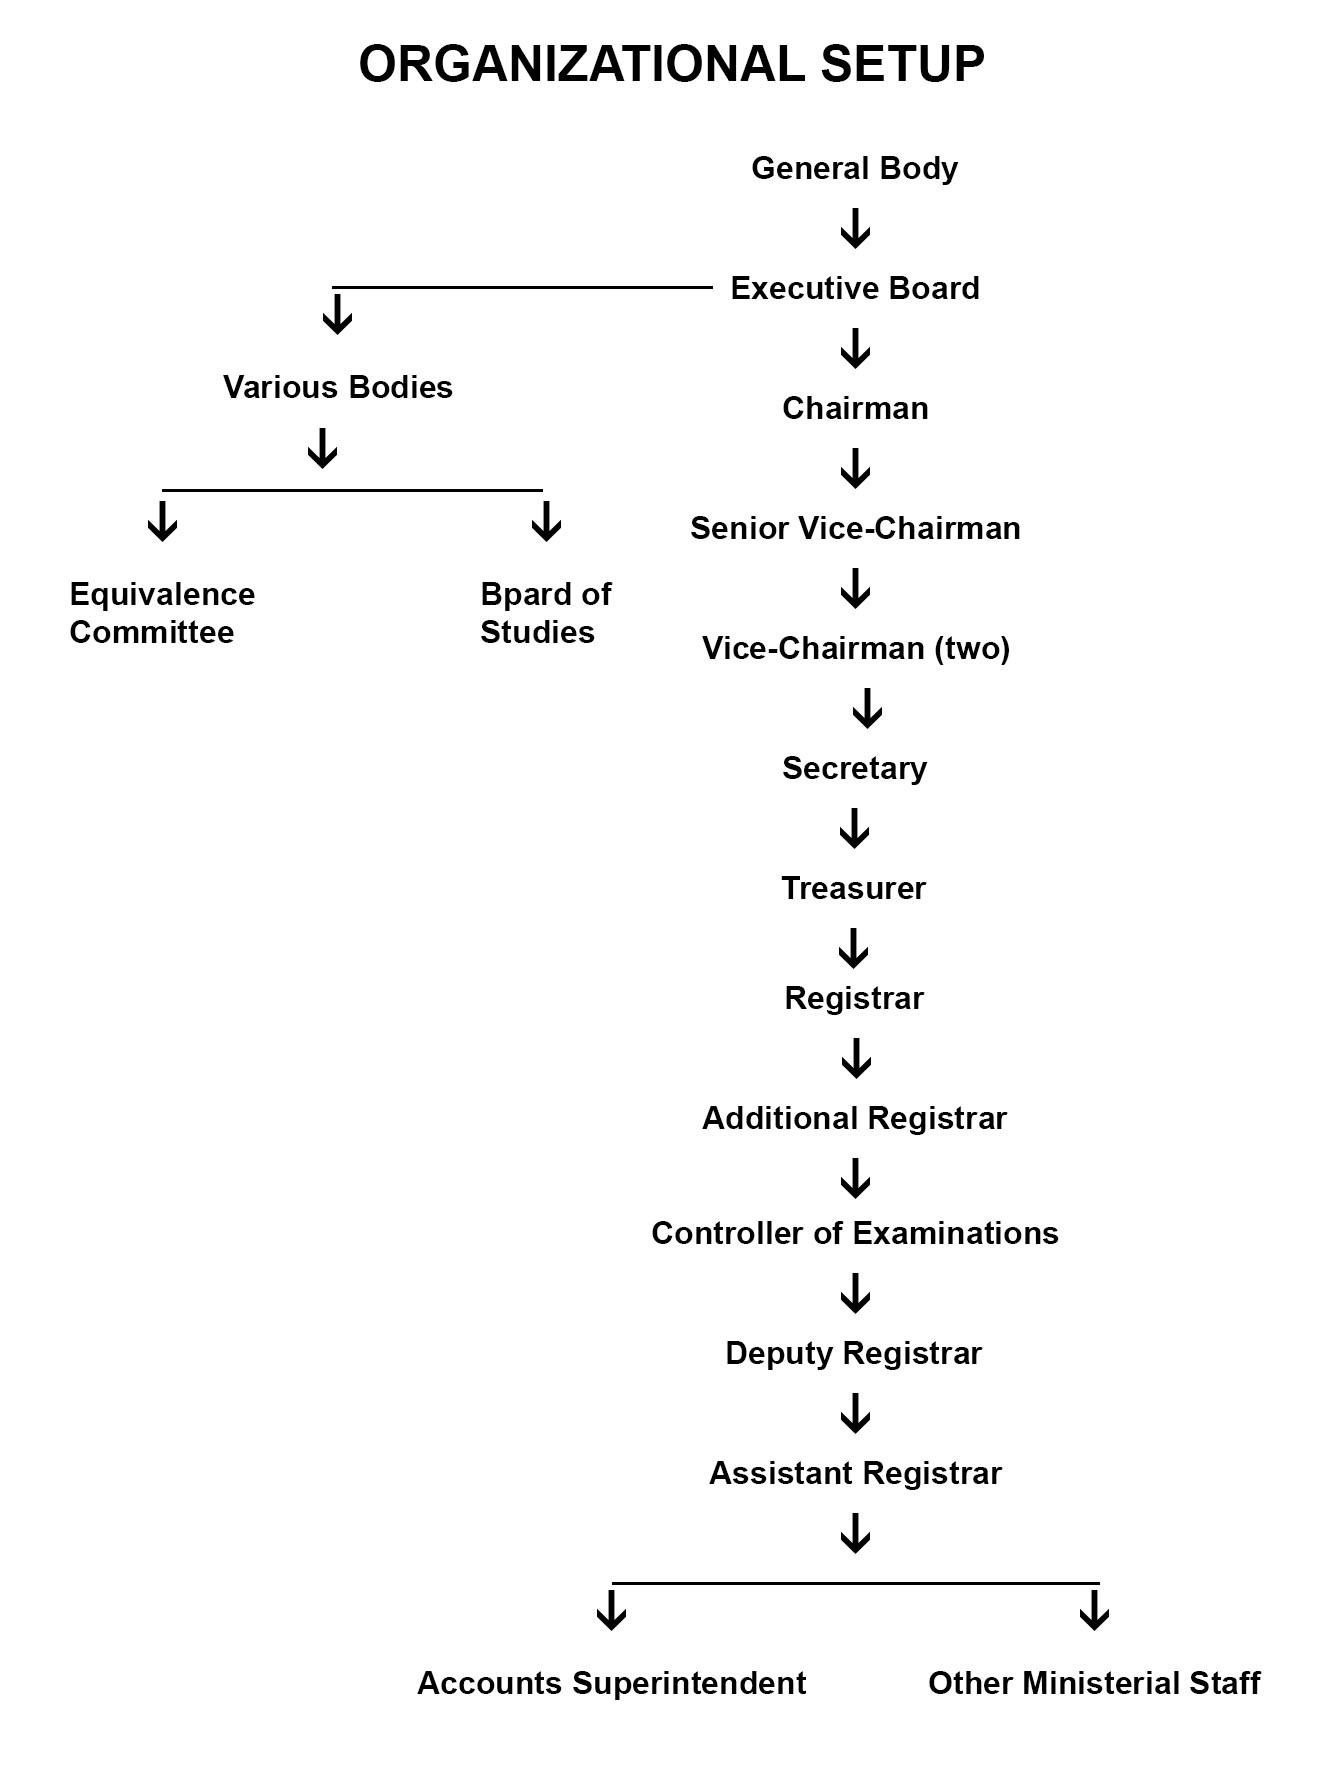 ORGANIZATIONAL SETUP
General Body
Executive Board
Various Bodies
Chairman
Senior Vice-Chairman
Equivalence
Committee
Bpard of
Studies
Vice-Chairman (two)
Secretary
Treasurer
Registrar
Additional Registrar
Controller of Examinations
Deputy Registrar
Assistant Registrar
Accounts Superintendent
Other Ministerial Staff